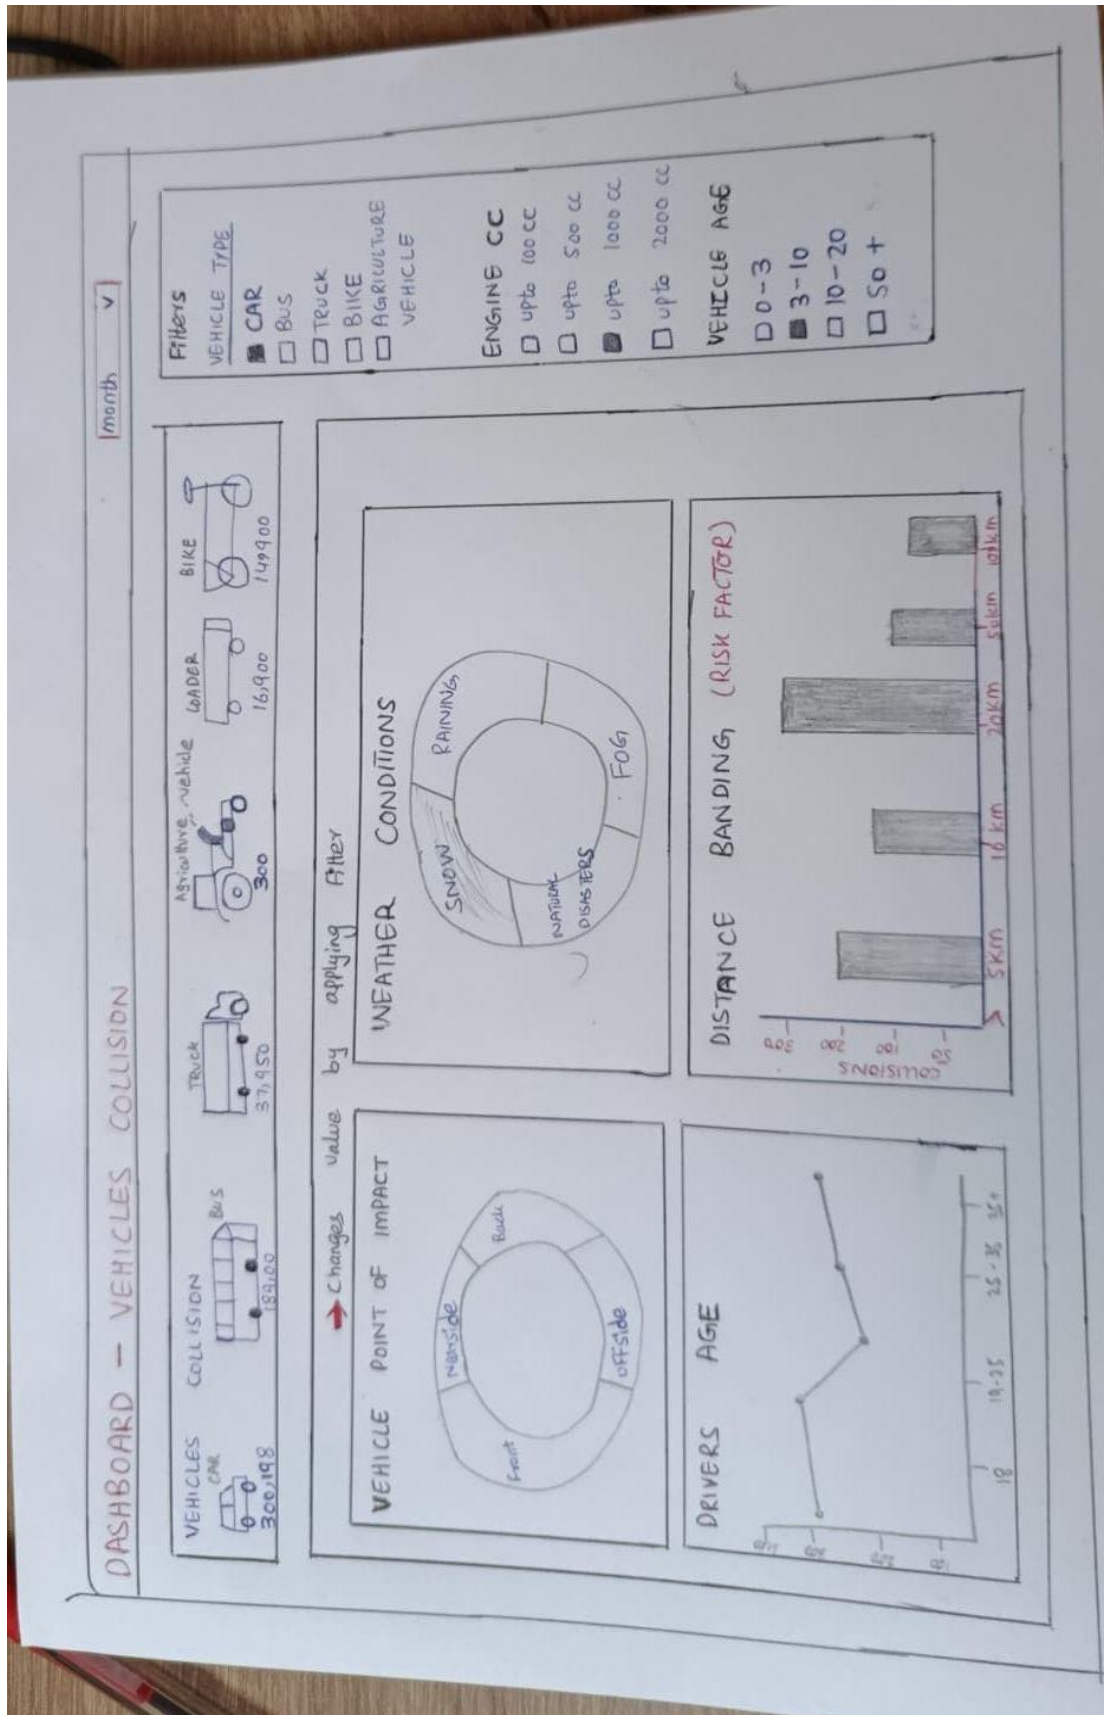 DASHBOARD — VEHICLES COLLISION
month v
VEHICLES COLLISION
CAR
300,198
BUS
189,00
TRUCK
37,950
Agriculture vehicle
300
LOADER
16,900
BIKE
149900
Filters
VEHICLE TYPE
CAR
BUS
TRUCK
BIKE
AGRICULTURE
VEHICLE
ENGINE CC
upto 100 CC
upto 500 CC
upto 1000 CC
upto 2000 CC
VEHICLE AGE
0-3
3-10
10-20
50+
→ Changes value by applying filter
VEHICLE POINT OF IMPACT
Nearside
Back
Front
OFFside
WEATHER CONDITIONS
SNOW
RAINING
NATURAL
DISASTERS
FOG
DRIVERS AGE
18
25-35
35+
DISTANCE BANDING (RISK FACTOR)
COLLISIONS
300
200
100
50
> 5km
10 km
20km
50km
100km